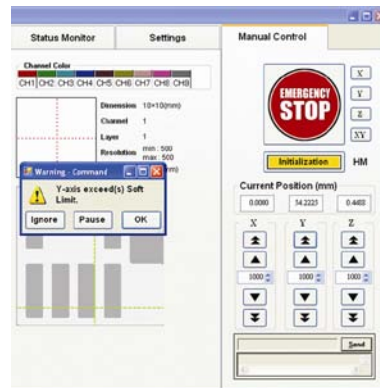 Status Monitor
Settings
Manual Control
Channel Color
CH1 CH2 CH3 CH4 CH5 CH6 CH7 CH8 CH9
Dimension 10×10(mm)
Channel 1
Layer 1
Resolution min : 500
max : 500
Warning - Command
Y-axis exceed(s) Soft
Limit.
Ignore Pause OK
EMERGENCY
STOP
X
Y
Z
XY
Initialization HM
Current Position (mm)
0.0000 54.2225 0.4488
X Y Z
1000 1000 1000
Send